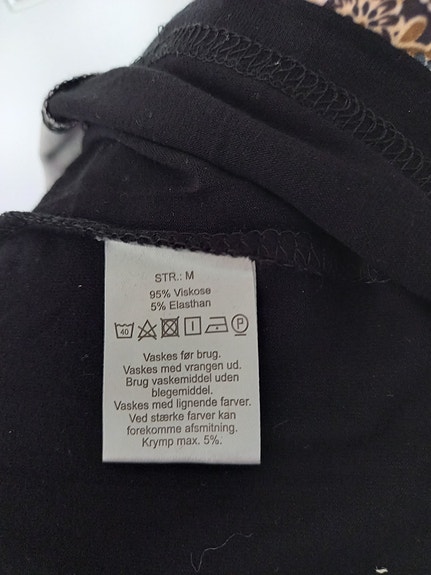 STR.: M
95% Viskose
5% Elasthan
40 P
Vaskes før brug.
Vaskes med vrangen ud.
Brug vaskemiddel uden
blegemiddel.
Vaskes med lignende farver.
Ved stærke farver kan
forekomme afsmitning.
Krymp max. 5%.